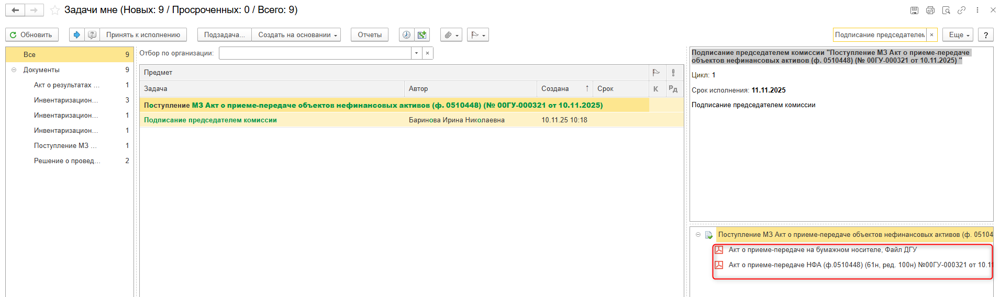 Задачи мне (Новых: 9 / Просроченных: 0 / Всего: 9)
Обновить
Принять к исполнению
Подзадача...
Создать на основании
Отчеты
Подписание председателем
Еще
?
Все 9
Документы 9
Акт о результатах ... 1
Инвентаризацион... 3
Инвентаризацион... 1
Инвентаризацион... 1
Поступление МЗ ... 1
Решение о провед... 2
Отбор по организации:
Предмет
Задача Автор Создана ↑ Срок К Рд
Поступление МЗ Акт о приеме-передаче объектов нефинансовых активов (ф. 0510448) (№ 00ГУ-000321 от 10.11.2025)
Подписание председателем комиссии Баринова Ирина Николаевна 10.11.25 10:18
Подписание председателем комиссии "Поступление МЗ Акт о приеме-передаче
объектов нефинансовых активов (ф. 0510448) (№ 00ГУ-000321 от 10.11.2025) "
Цикл: 1
Срок исполнения: 11.11.2025
Подписание председателем комиссии
Поступление МЗ Акт о приеме-передаче объектов нефинансовых активов (ф. 05104
Акт о приеме-передаче на бумажном носителе, Файл ДГУ
Акт о приеме-передаче НФА (ф.0510448) (61н, ред. 100н) №00ГУ-000321 от 10.1